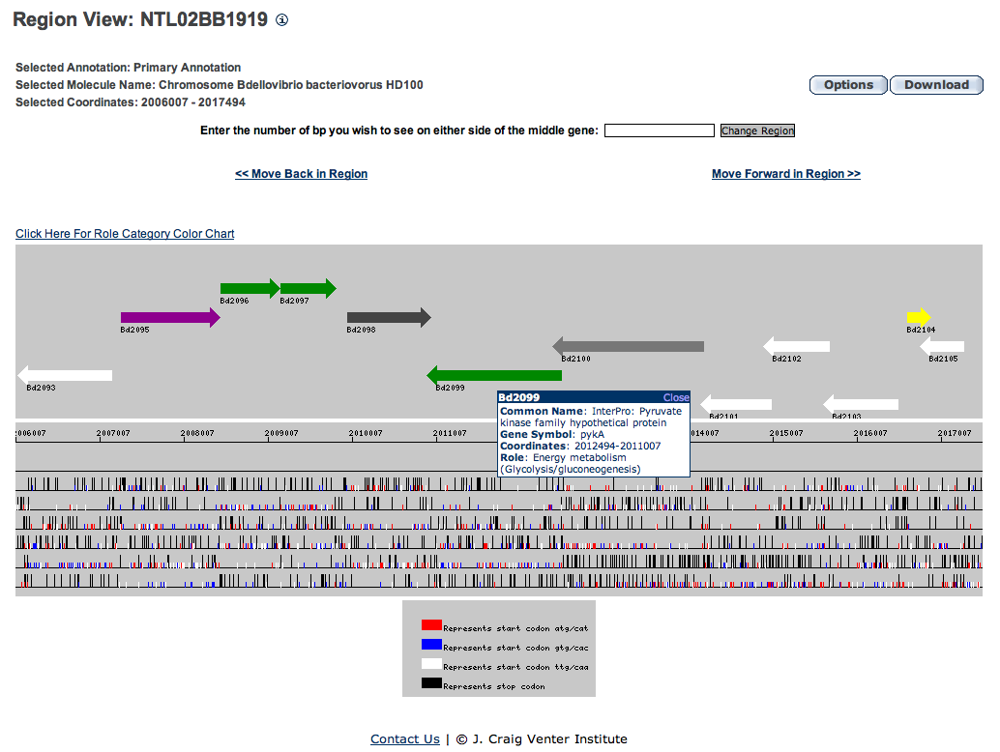 Region View: NTL02BB1919
Selected Annotation: Primary Annotation
Selected Molecule Name: Chromosome Bdellovibrio bacteriovorus HD100
Selected Coordinates: 2006007 - 2017494
Options Download
Enter the number of bp you wish to see on either side of the middle gene: Change Region
<< Move Back in Region Move Forward in Region >>
Click Here For Role Category Color Chart
Bd2096 Bd2097
Bd2095 Bd2098 Bd2104
Bd2100 Bd2102 Bd2105
Bd2093 Bd2099
Bd2101 Bd2103
Bd2099 Close
Common Name: InterPro: Pyruvate
kinase family hypothetical protein
Gene Symbol: pykA
Coordinates: 2012494-2011007
Role: Energy metabolism
(Glycolysis/gluconeogenesis)
2006007 2007007 2008007 2009007 2010007 2011007 014007 2015007 2016007 2017007
Represents start codon atg/cat
Represents start codon gtg/cac
Represents start codon ttg/caa
Represents stop codon
Contact Us | © J. Craig Venter Institute